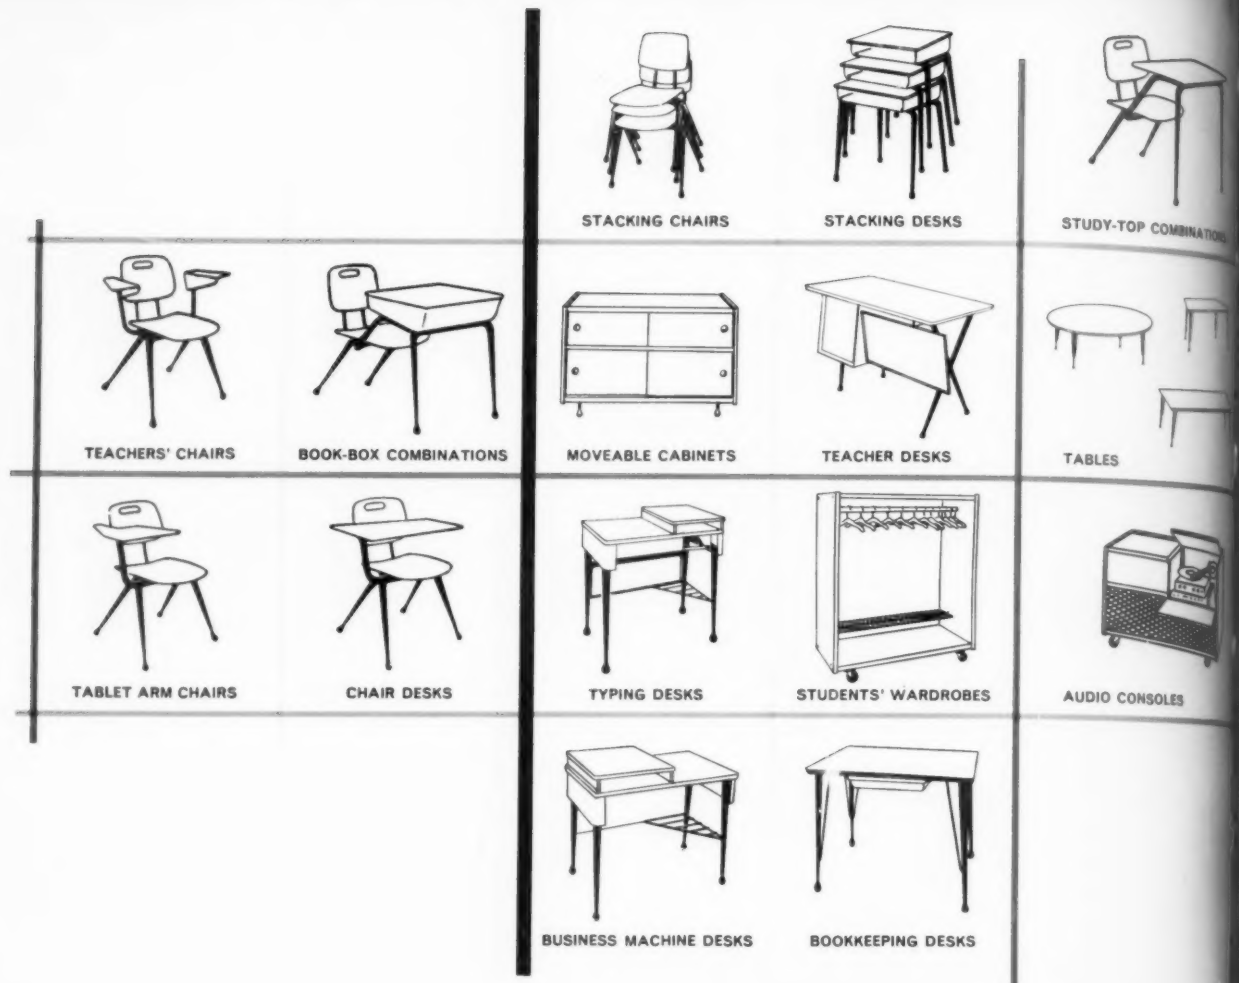 STACKING CHAIRS
STACKING DESKS
STUDY-TOP COMBINATIONS
TEACHERS' CHAIRS
BOOK-BOX COMBINATIONS
MOVEABLE CABINETS
TEACHER DESKS
TABLES
TABLET ARM CHAIRS
CHAIR DESKS
TYPING DESKS
STUDENTS' WARDROBES
AUDIO CONSOLES
BUSINESS MACHINE DESKS
BOOKKEEPING DESKS